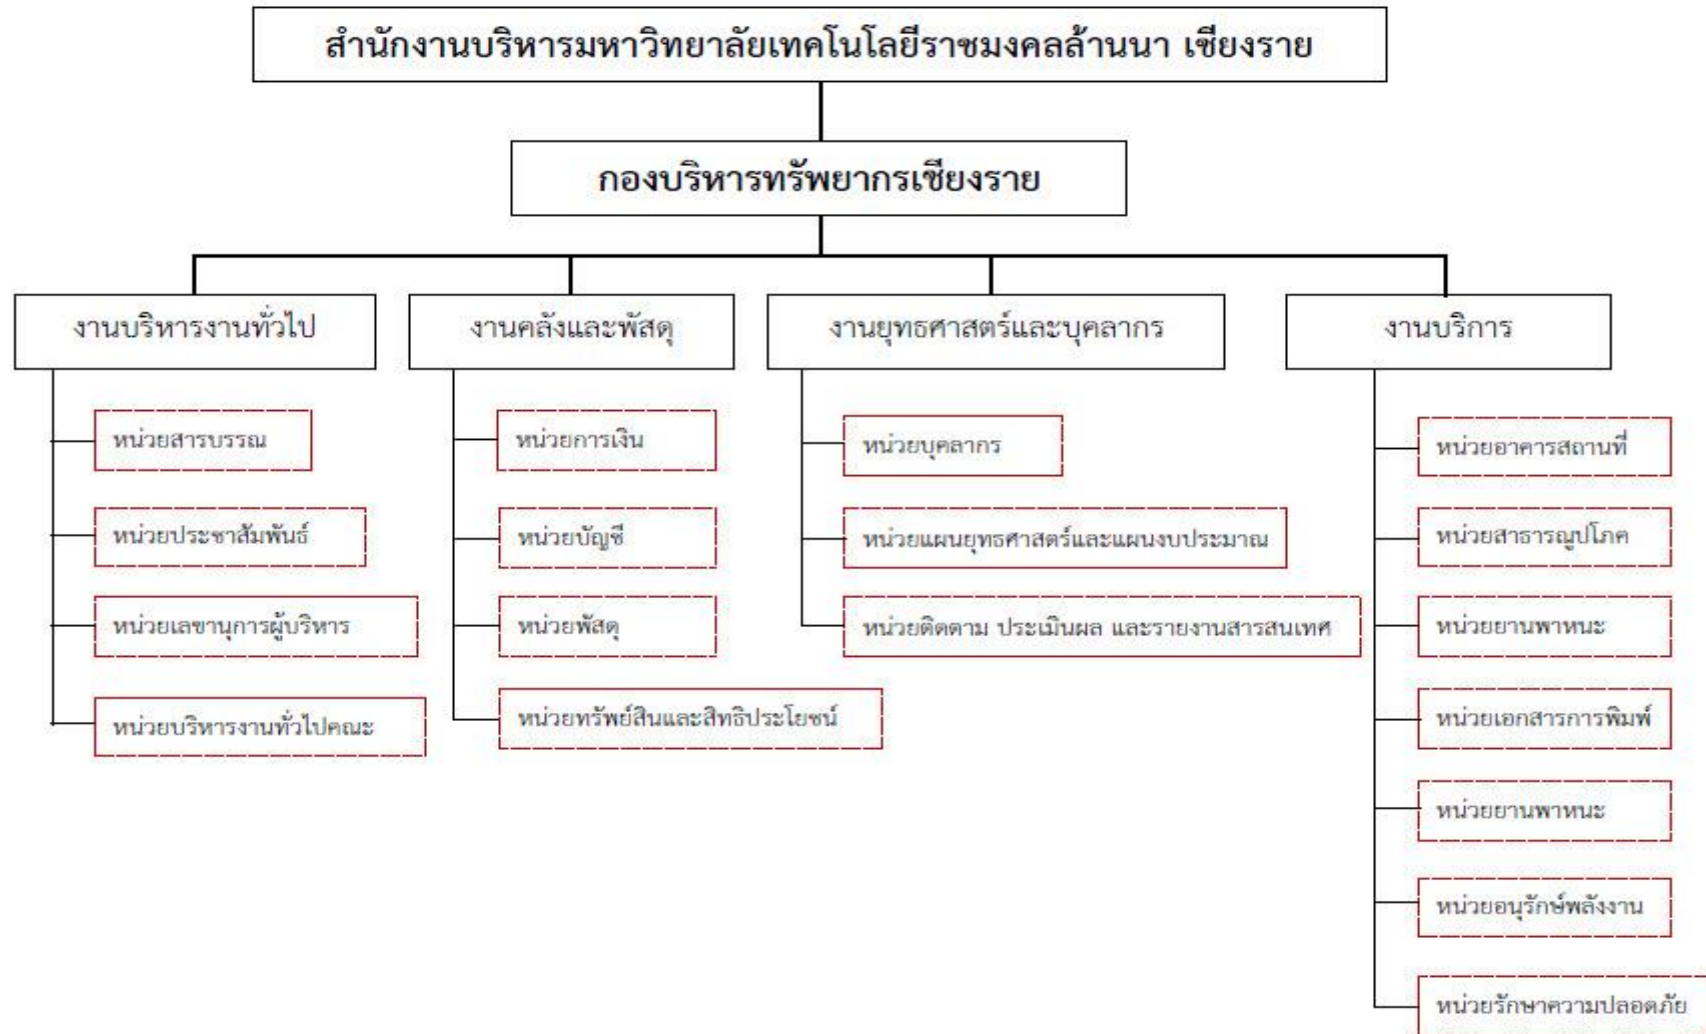 สำนักงานบริหารมหาวิทยาลัยเทคโนโลยีราชมงคลล้านนา เชียงราย
กองบริหารทรัพยากรเชียงราย
งานบริหารงานทั่วไป
หน่วยสารบรรณ
หน่วยประชาสัมพันธ์
หน่วยเลขานุการผู้บริหาร
หน่วยบริหารงานทั่วไปคณะ
งานคลังและพัสดุ
หน่วยการเงิน
หน่วยบัญชี
หน่วยพัสดุ
หน่วยทรัพย์สินและสิทธิประโยชน์
งานยุทธศาสตร์และบุคลากร
หน่วยบุคลากร
หน่วยแผนยุทธศาสตร์และแผนงบประมาณ
หน่วยติดตาม ประเมินผล และรายงานสารสนเทศ
งานบริการ
หน่วยอาคารสถานที่
หน่วยสาธารณูปโภค
หน่วยยานพาหนะ
หน่วยเอกสารการพิมพ์
หน่วยยานพาหนะ
หน่วยอนุรักษ์พลังงาน
หน่วยรักษาความปลอดภัย